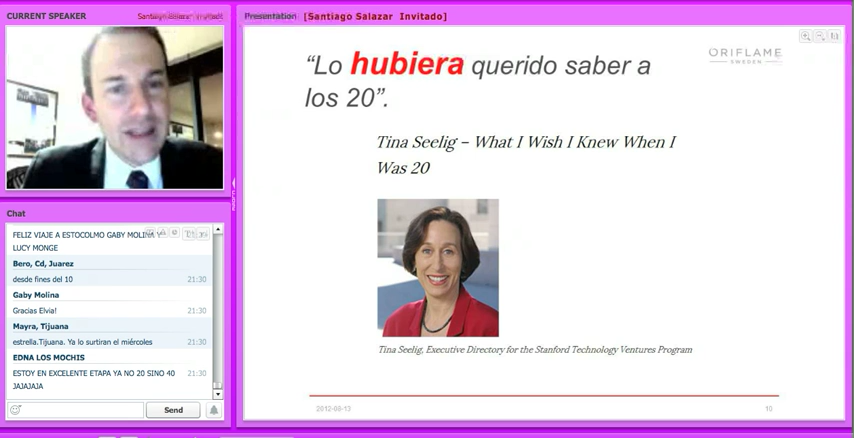 CURRENT SPEAKER
Santiago Salazar Invitado
Presentation [Santiago Salazar Invitado]
"Lo hubiera querido saber a
los 20".
ORIFLAME
SWEDEN
Tina Seelig – What I Wish I Knew When I
Was 20
Tina Seelig, Executive Directory for the Stanford Technology Ventures Program
2012-08-13
10
Chat
FELIZ VIAJE A ESTOCOLMO GABY MOLINA Y
LUCY MONGE
Bero, Cd, Juarez
desde fines del 10 21:30
Gaby Molina
Gracias Elvia! 21:30
Mayra, Tijuana
estrella.Tijuana. Ya lo surtiran el miércoles 21:30
EDNA LOS MOCHIS
ESTOY EN EXCELENTE ETAPA YA NO 20 SINO 40 21:30
JAJAJAJA
Send